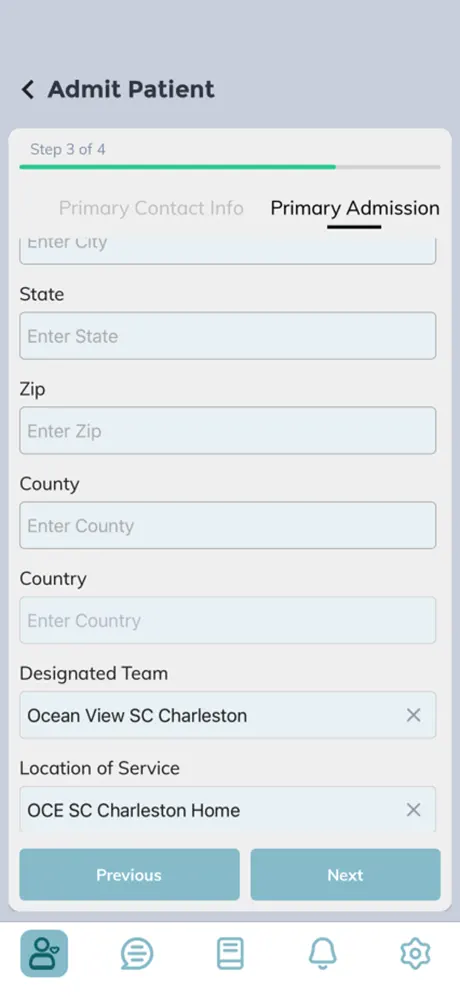 Admit Patient
Step 3 of 4
Primary Contact Info
Primary Admission
Enter City
State
Enter State
Zip
Enter Zip
County
Enter County
Country
Enter Country
Designated Team
Ocean View SC Charleston
Location of Service
OCE SC Charleston Home
Previous
Next